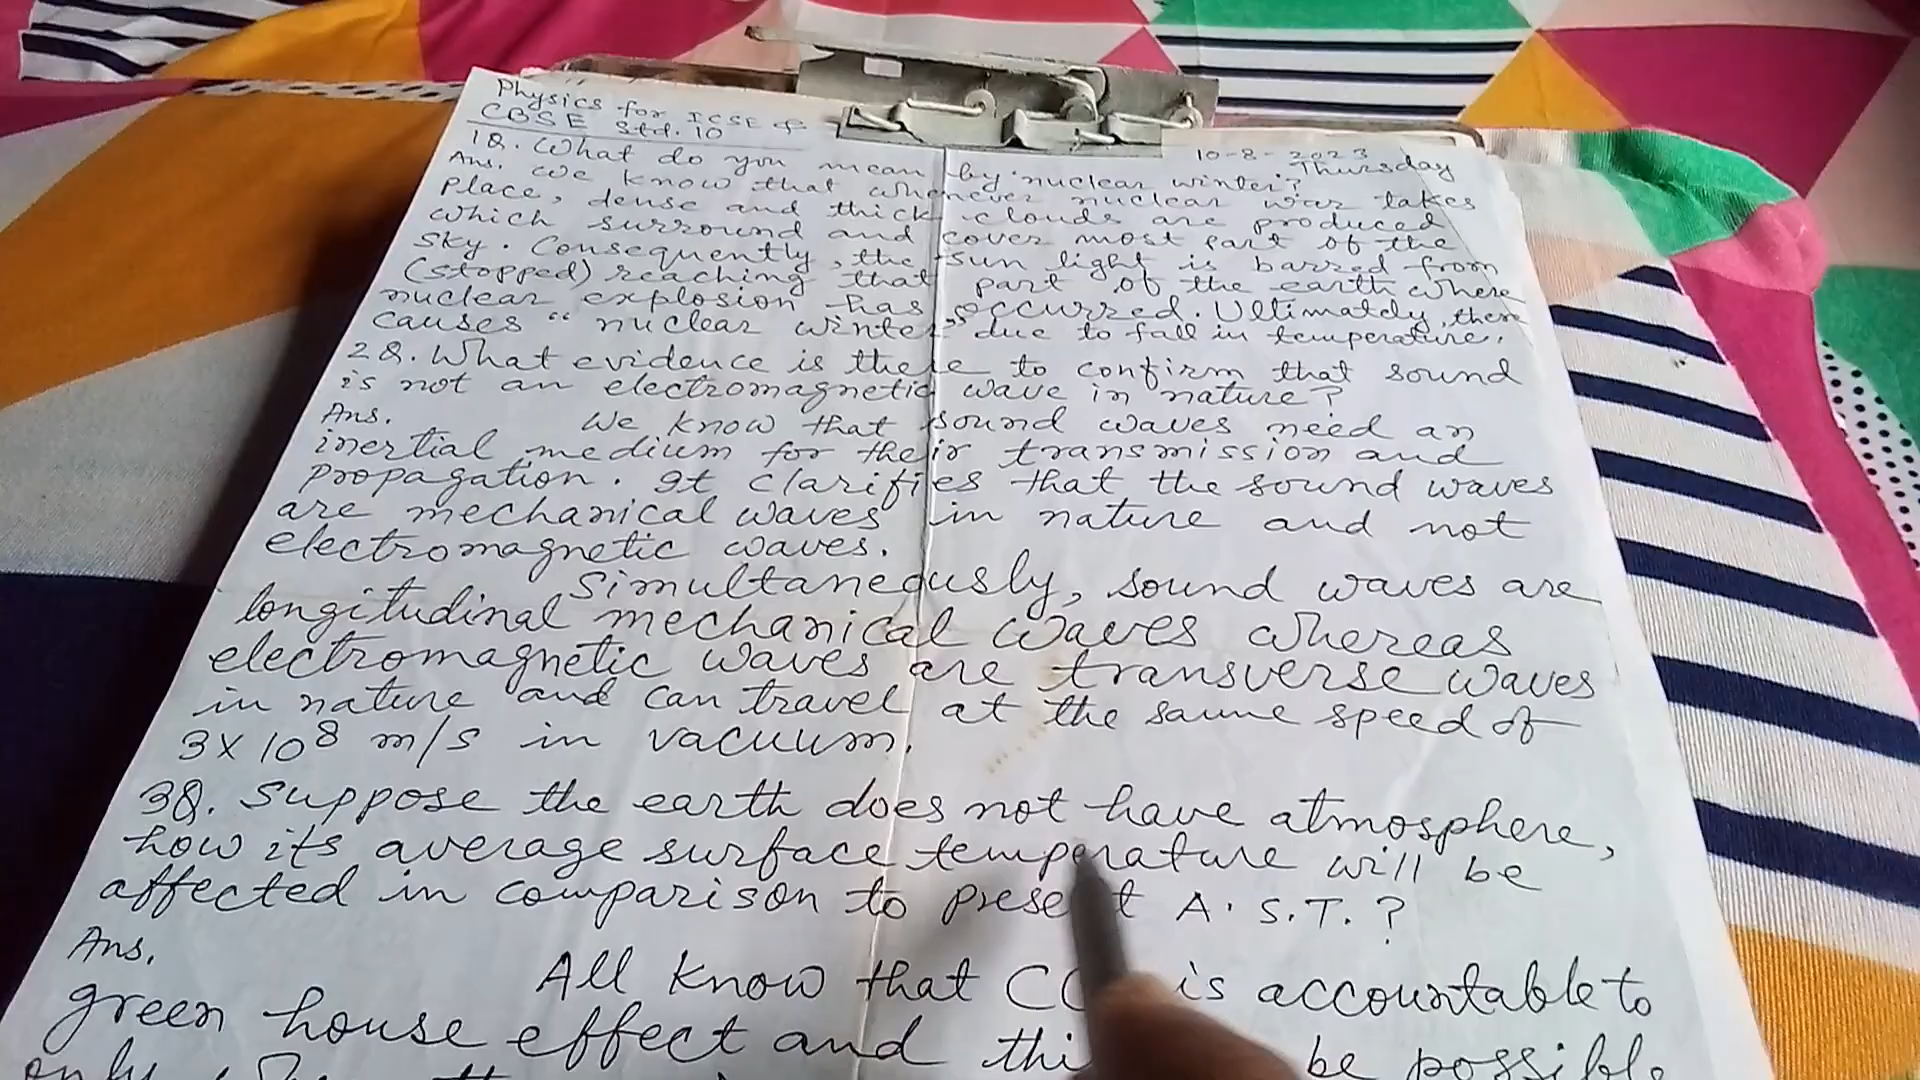 Physics for ICSE &
CBSE Std. 10
10-8-2023
Thursday
1Q. What do you mean by nuclear winter?
Ans. We know that whenever nuclear war takes
place, dense and thick clouds are produced
which surround and cover most part of the
sky. Consequently, the sun light is barred from
(stopped) reaching that part of the earth where
nuclear explosion has occurred. Ultimately, there
causes "nuclear winter" due to fall in temperature.
2Q. What evidence is there to confirm that sound
is not an electromagnetic wave in nature?
Ans. We know that sound waves need an
inertial medium for their transmission and
propagation. It clarifies that the sound waves
are mechanical waves in nature and not
electromagnetic waves.
Simultaneously, sound waves are
longitudinal mechanical waves whereas
electromagnetic waves are transverse waves
in nature and can travel at the same speed of
3×10⁸ m/s in vacuum.
3Q. Suppose the earth does not have atmosphere,
how its average surface temperature will be
affected in comparison to present A.S.T.?
Ans.
All know that is accountable to
green house effect and be possible
only